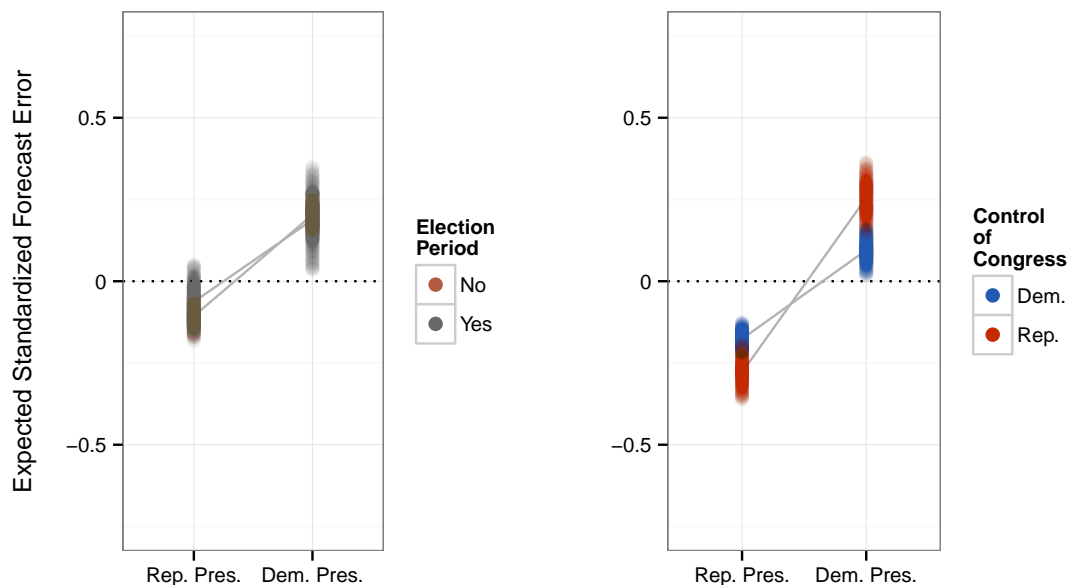 Expected Standardized Forecast Error
0.5
0
−0.5
Rep. Pres.
Dem. Pres.
Election
Period
No
Yes
0.5
0
−0.5
Rep. Pres.
Dem. Pres.
Control
of
Congress
Dem.
Rep.